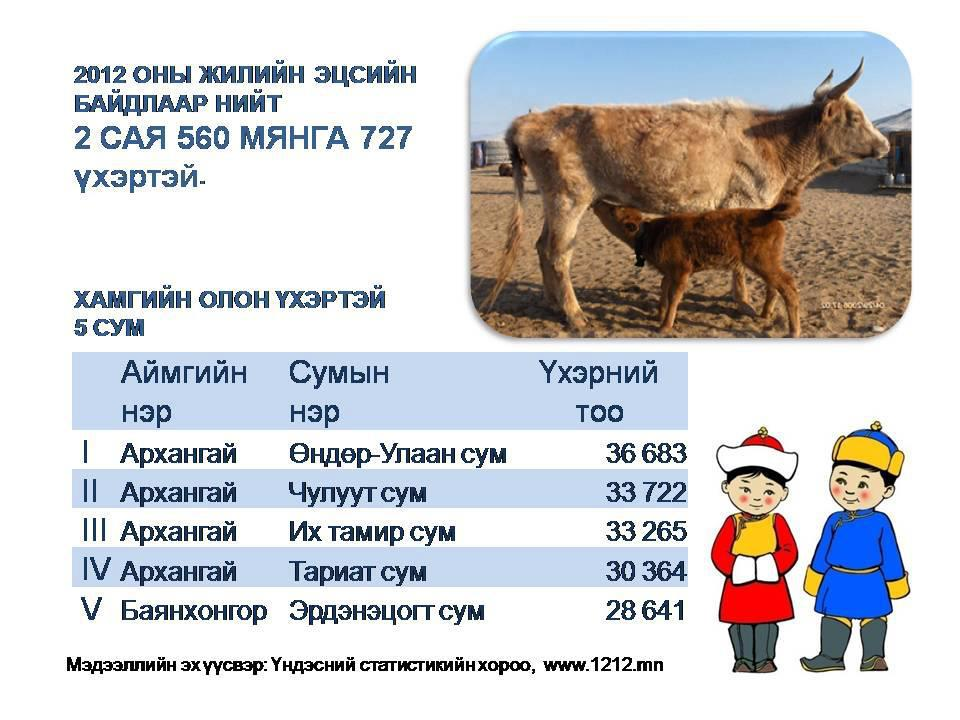 2012 ОНЫ ЖИЛИЙН ЭЦСИЙН
БАЙДЛААР НИЙТ
2 САЯ 560 МЯНГА 727
үхэртэй.
ХАМГИЙН ОЛОН ҮХЭРТЭЙ
5 СУМ
Аймгийн нэр Сумын нэр Үхэрний тоо
I Архангай Өндөр-Улаан сум 36 683
II Архангай Чулуут сум 33 722
III Архангай Их тамир сум 33 265
IV Архангай Тариат сум 30 364
V Баянхонгор Эрдэнэцогт сум 28 641
Мэдээллийн эх үүсвэр: Үндэсний статистикийн хороо, www.1212.mn